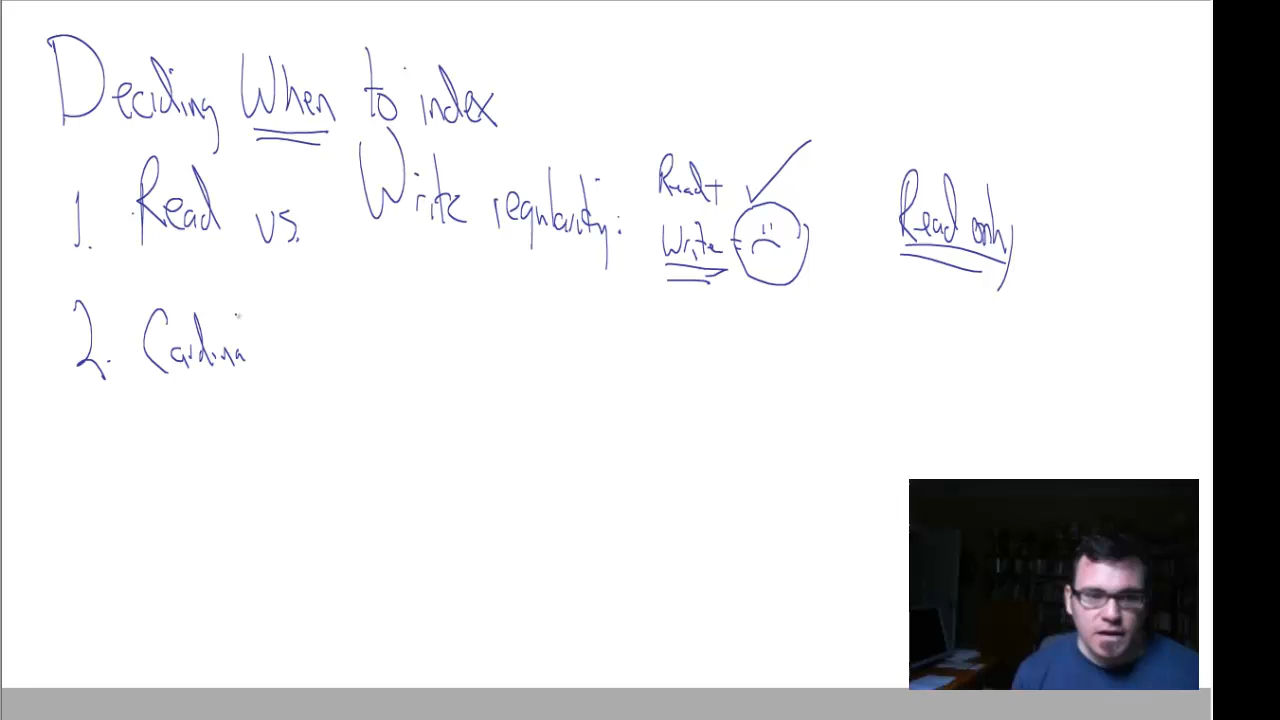 Deciding When to index
1. Read vs. Write regularity: Read + Write = Read only
2. Cardina